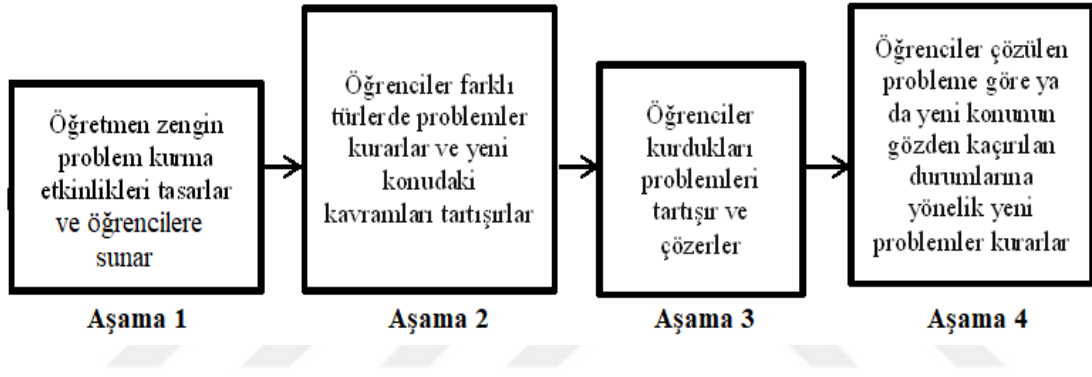 Öğretmen zengin
problem kurma
etkinlikleri tasarlar
ve öğrencilere
sunar
Aşama 1
Öğrenciler farklı
türlerde problemler
kurarlar ve yeni
konudaki
kavramları tartışırlar
Aşama 2
Öğrenciler
kurdukları
problemleri
tartışır ve
çözerler
Aşama 3
Öğrenciler çözülen
probleme göre ya
da yeni konunun
gözden kaçırılan
durumlarına
yönelik yeni
problemler kurarlar
Aşama 4